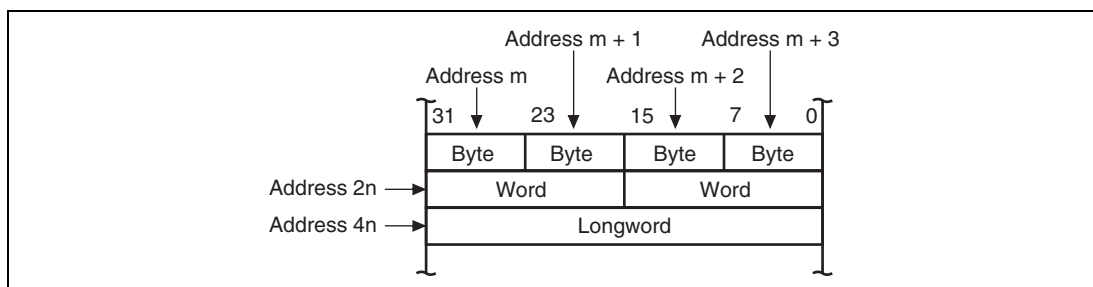 Address m + 1 Address m + 3
Address m Address m + 2
31 23 15 7 0
Byte Byte Byte Byte
Address 2n Word Word
Address 4n Longword